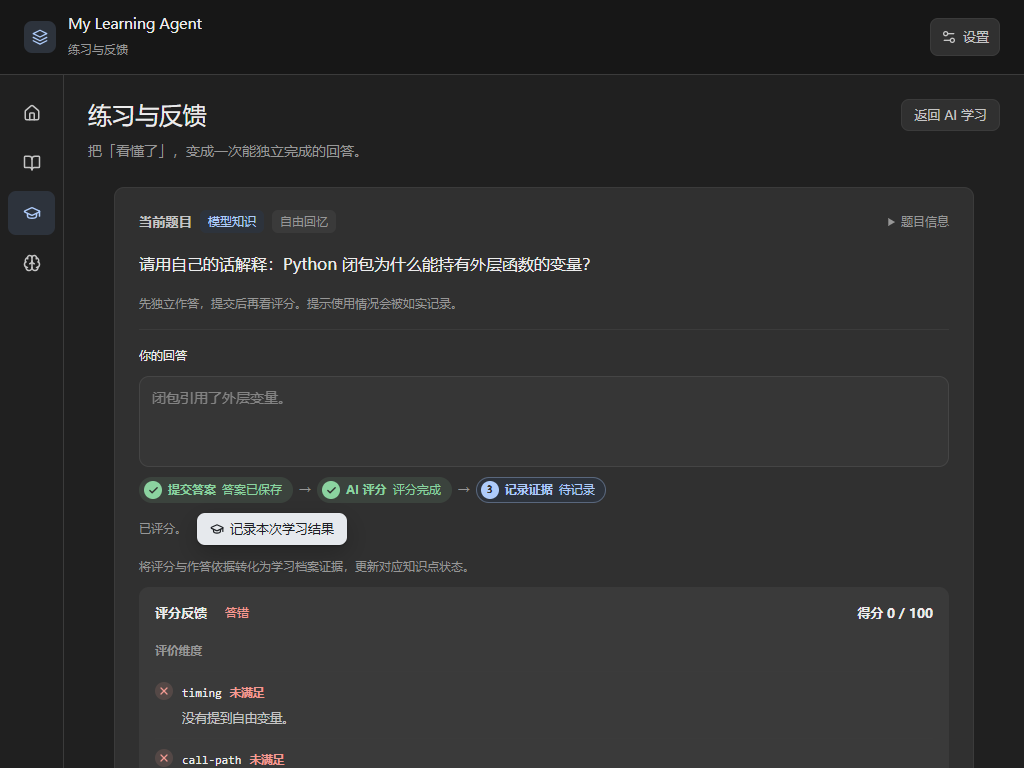 My Learning Agent
练习与反馈
设置
练习与反馈
返回 AI 学习
把「看懂了」，变成一次能独立完成的回答。
当前题目 模型知识 自由回忆
题目信息
请用自己的话解释：Python 闭包为什么能持有外层函数的变量？
先独立作答，提交后再看评分。提示使用情况会被如实记录。
你的回答
闭包引用了外层变量。
提交答案 答案已保存 → AI 评分 评分完成 → 3 记录证据 待记录
已评分。 记录本次学习结果
将评分与作答依据转化为学习档案证据，更新对应知识点状态。
评分反馈 答错
得分 0 / 100
评价维度
timing 未满足
没有提到自由变量。
call-path 未满足